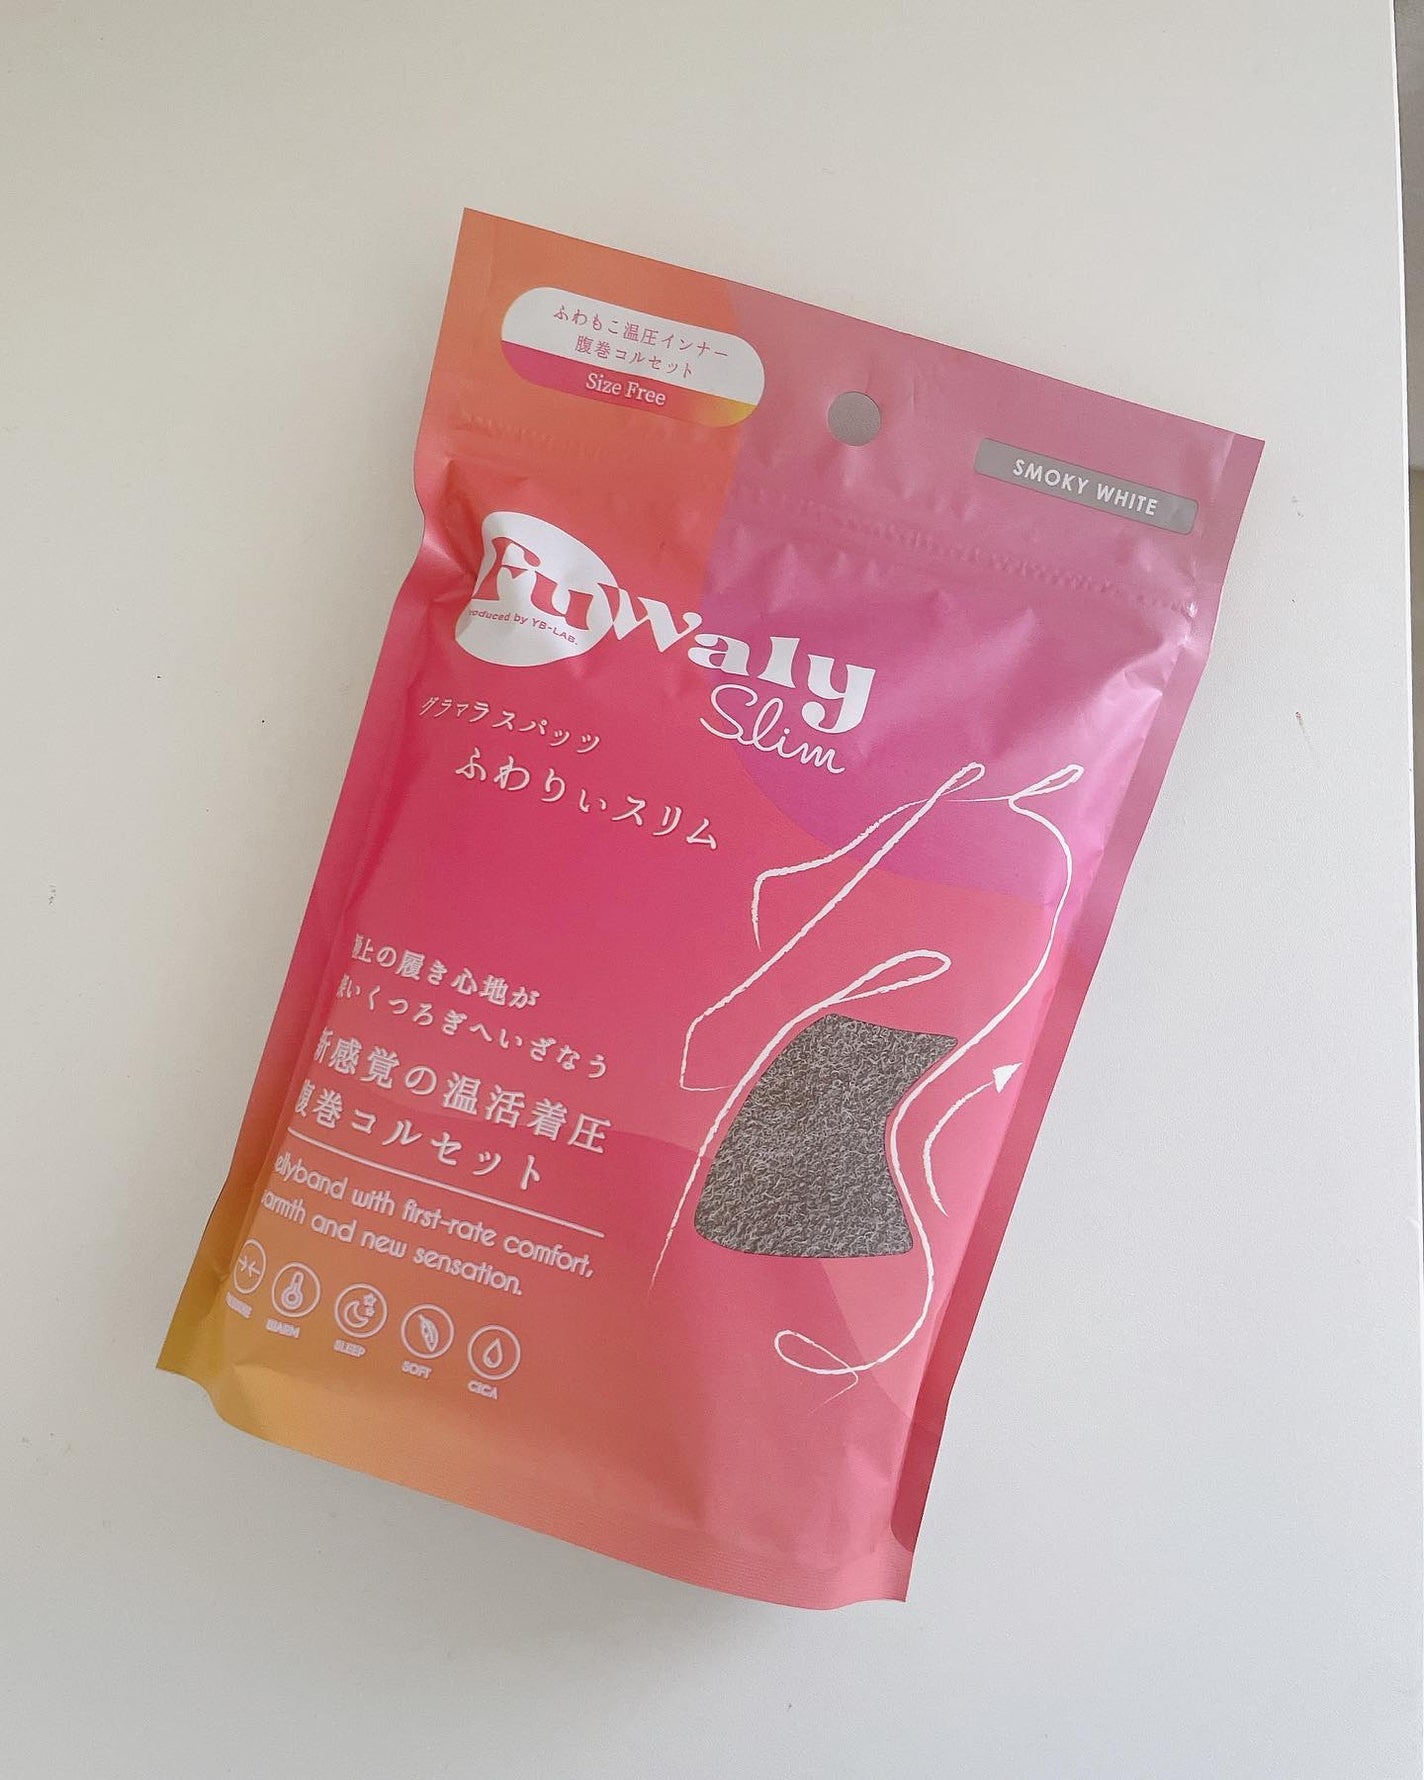 ふわもこ温圧インナー
腹巻コルセット
Size Free
SMOKY WHITE
Fuwaly
by YB-LAB.
Slim
グラマラスパッツ
ふわりぃスリム
上の履き心地が
いくつろぎへいざなう
新感覚の温活着圧
腹巻コルセット
with first-rate comfort,
and new sensation.
WARM
SLEEP
SOFT
CICA